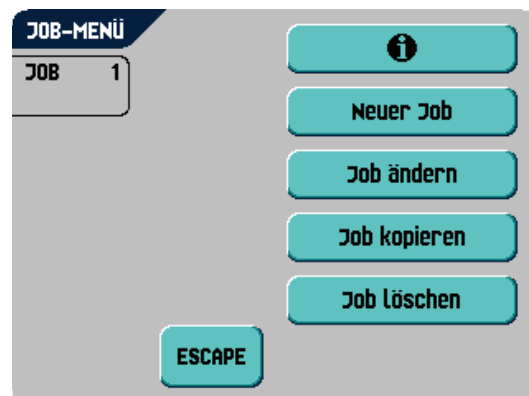 JOB-MENÜ
JOB 1
Neuer Job
Job ändern
Job kopieren
Job löschen
ESCAPE